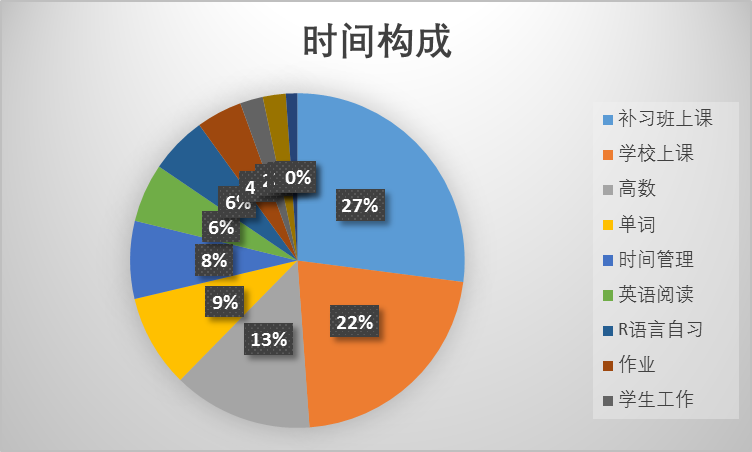 时间构成
27%
22%
13%
9%
8%
6%
6%
4
2
0%
补习班上课
学校上课
高数
单词
时间管理
英语阅读
R语言自习
作业
学生工作